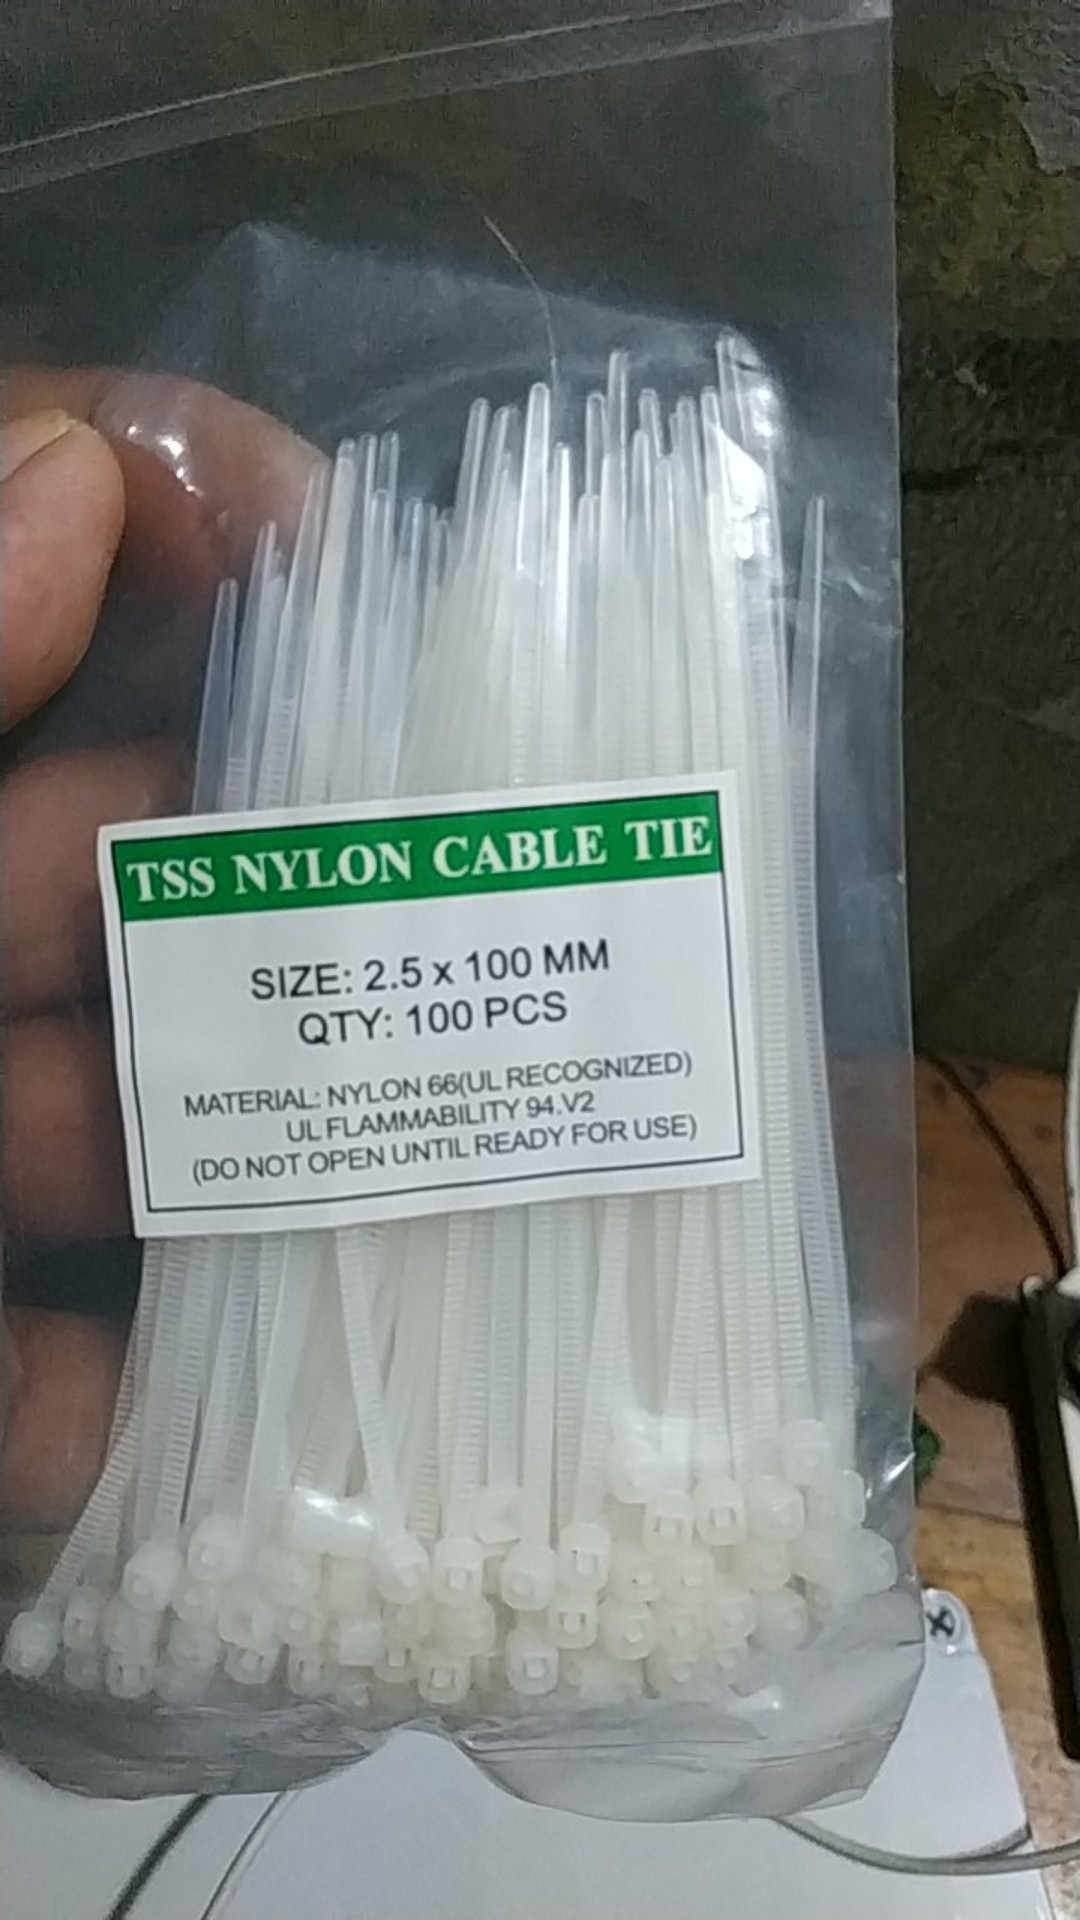 TSS NYLON CABLE TIE
SIZE: 2.5 x 100 MM
QTY: 100 PCS
MATERIAL: NYLON 66(UL RECOGNIZED)
UL FLAMMABILITY 94.V2
(DO NOT OPEN UNTIL READY FOR USE)